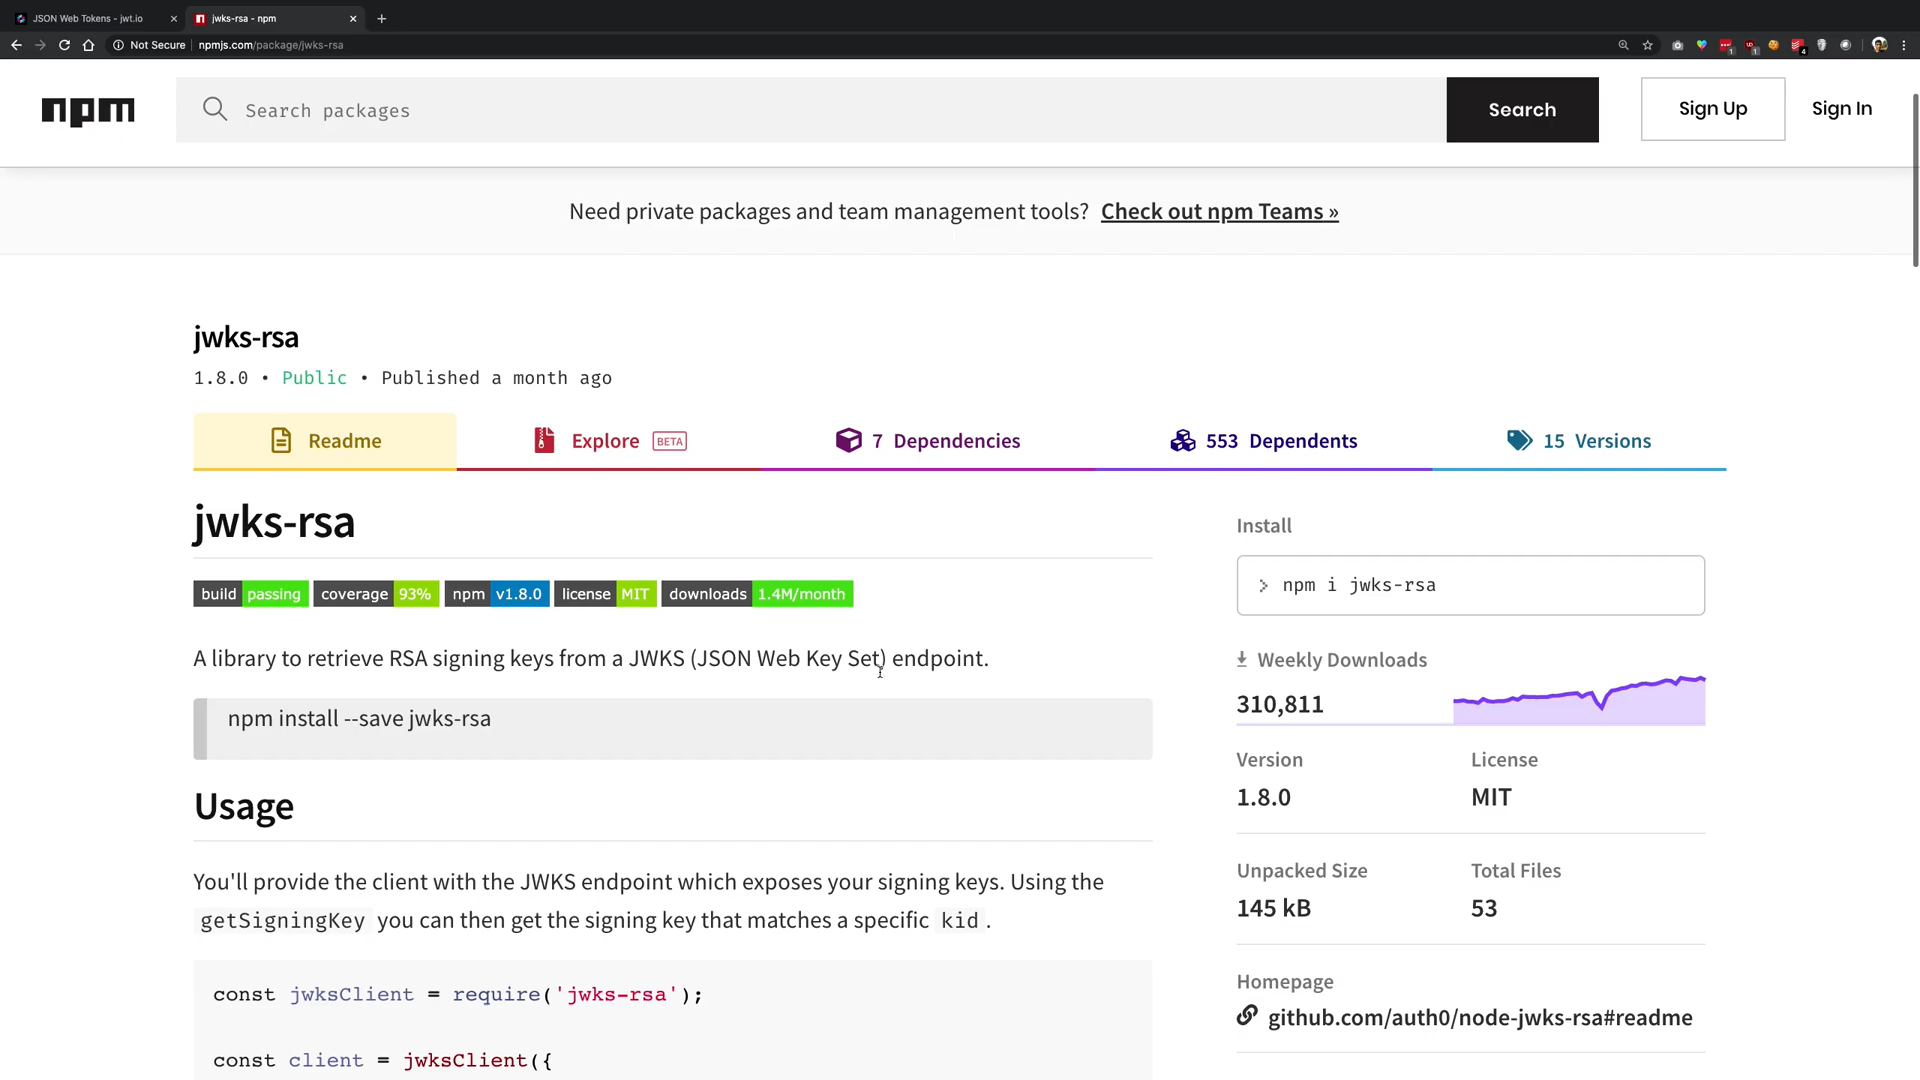 JSON Web Tokens - jwt.io
jwks-rsa - npm
Not Secure | npmjs.com/package/jwks-rsa
npm
Search packages
Search
Sign Up
Sign In
Need private packages and team management tools? Check out npm Teams »
jwks-rsa
1.8.0 • Public • Published a month ago
Readme
Explore BETA
7 Dependencies
553 Dependents
15 Versions
jwks-rsa
build passing coverage 93% npm v1.8.0 license MIT downloads 1.4M/month
A library to retrieve RSA signing keys from a JWKS (JSON Web Key Set) endpoint.
npm install --save jwks-rsa
Usage
You'll provide the client with the JWKS endpoint which exposes your signing keys. Using the
getSigningKey you can then get the signing key that matches a specific kid .
const jwksClient = require('jwks-rsa');
const client = jwksClient({
Install
> npm i jwks-rsa
Weekly Downloads
310,811
Version
License
1.8.0
MIT
Unpacked Size
Total Files
145 kB
53
Homepage
github.com/auth0/node-jwks-rsa#readme